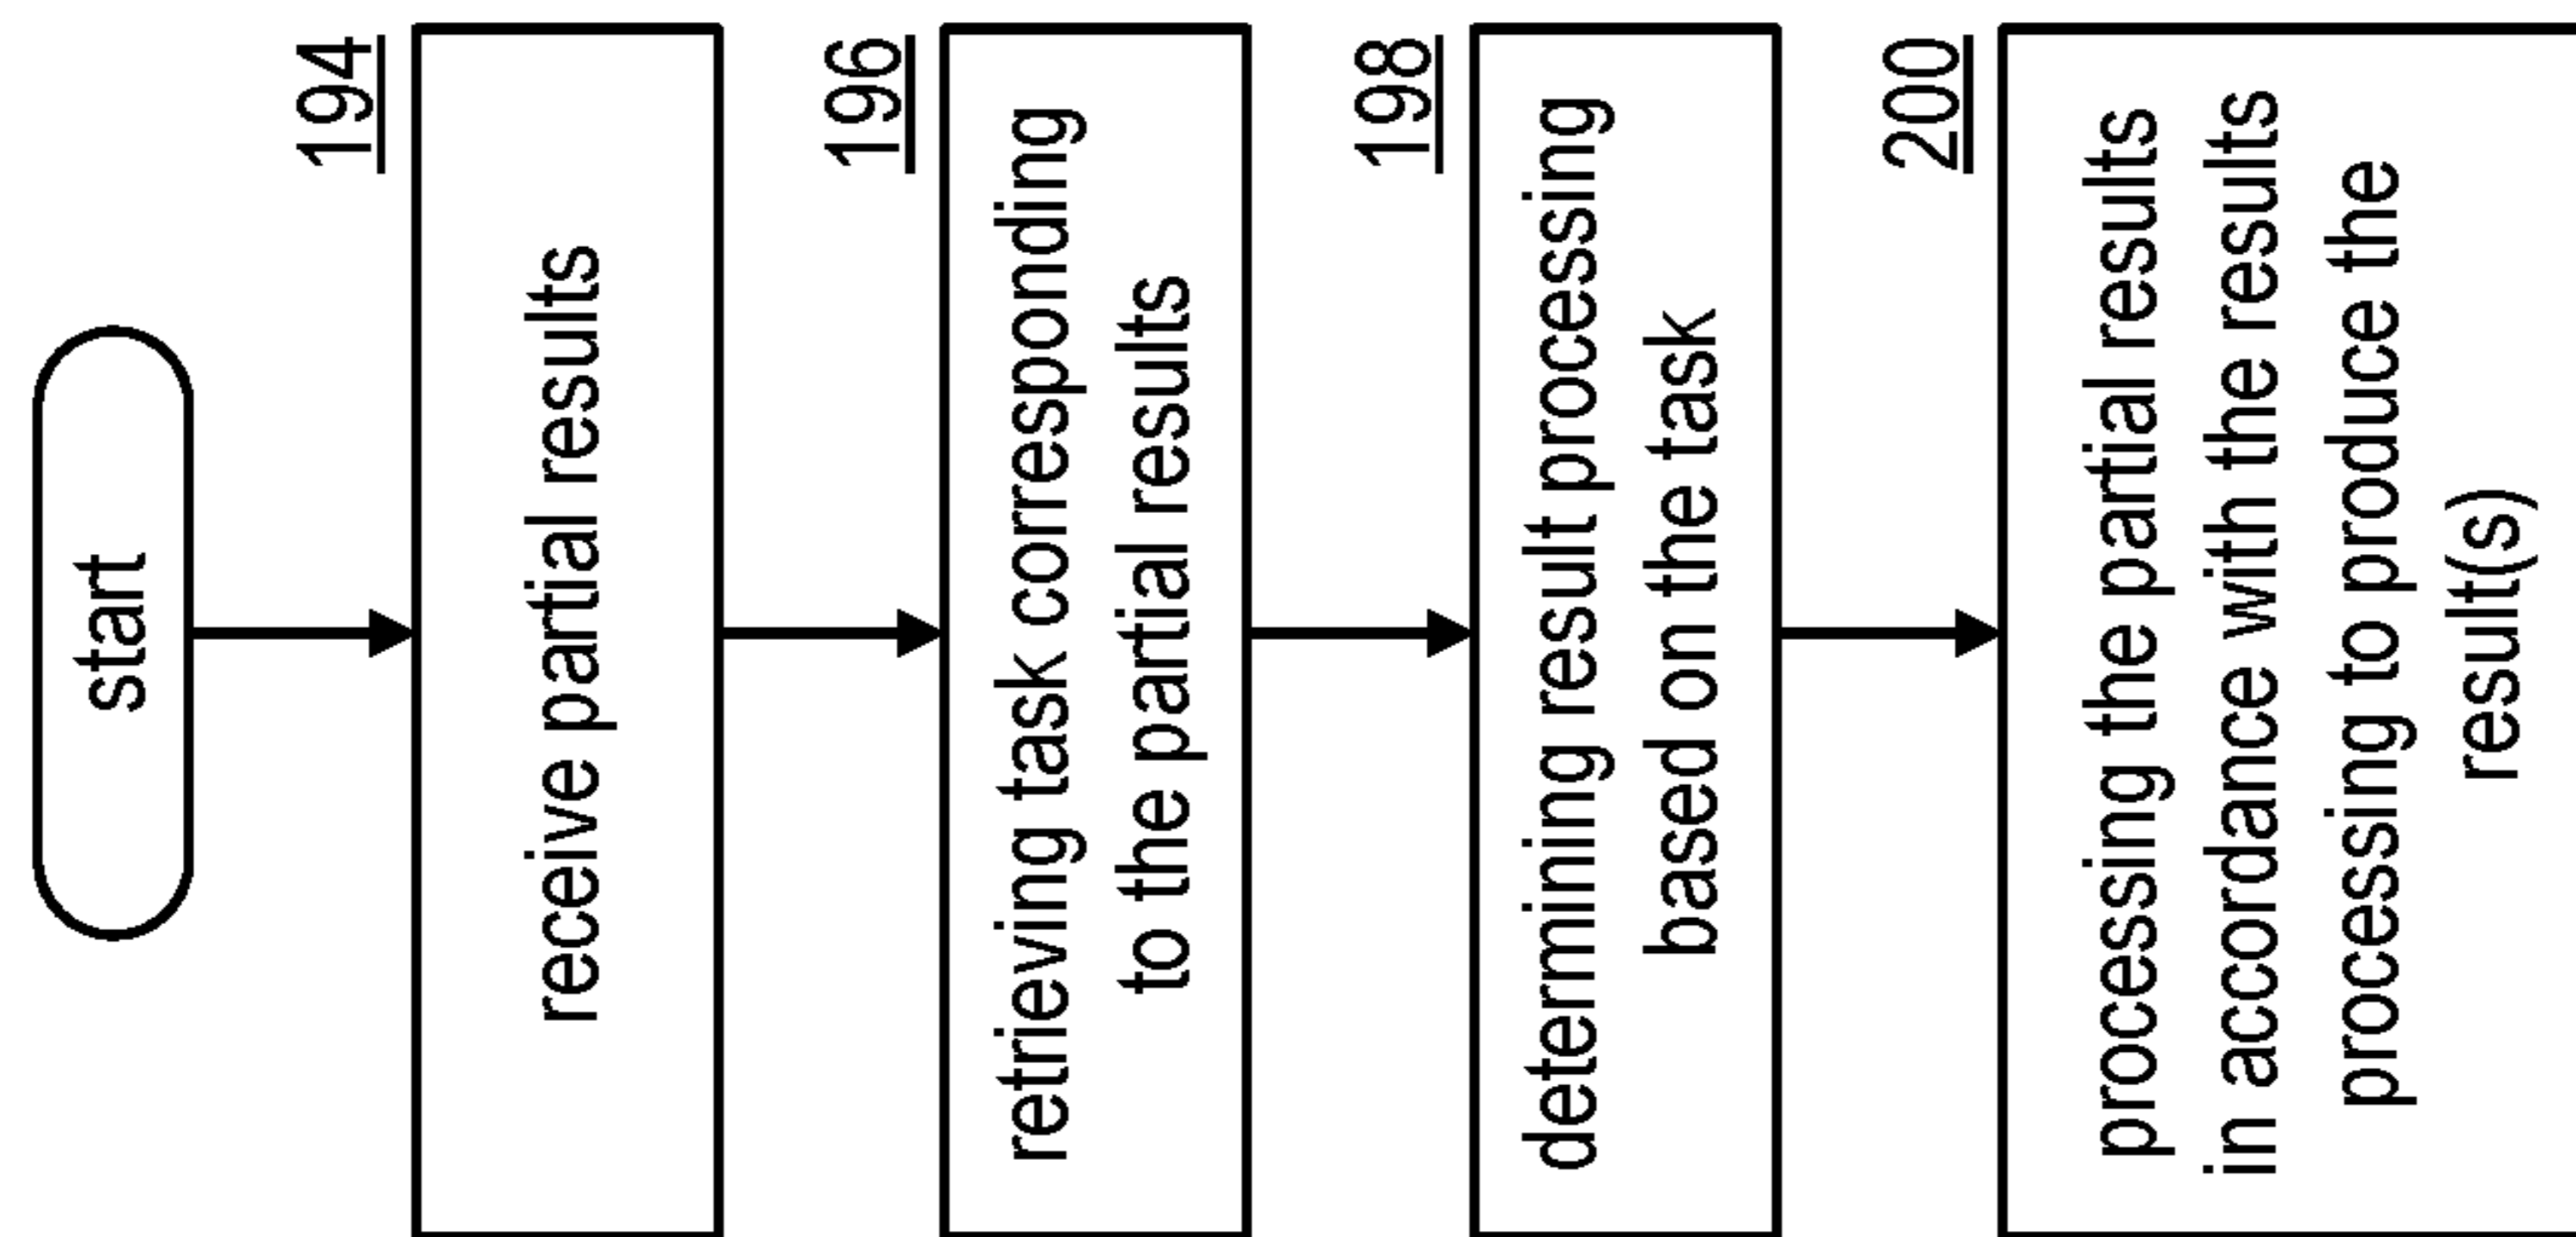 start
194
receive partial results
196
retrieving task corresponding
to the partial results
198
determining result processing
based on the task
200
processing the partial results
in accordance with the results
processing to produce the
result(s)